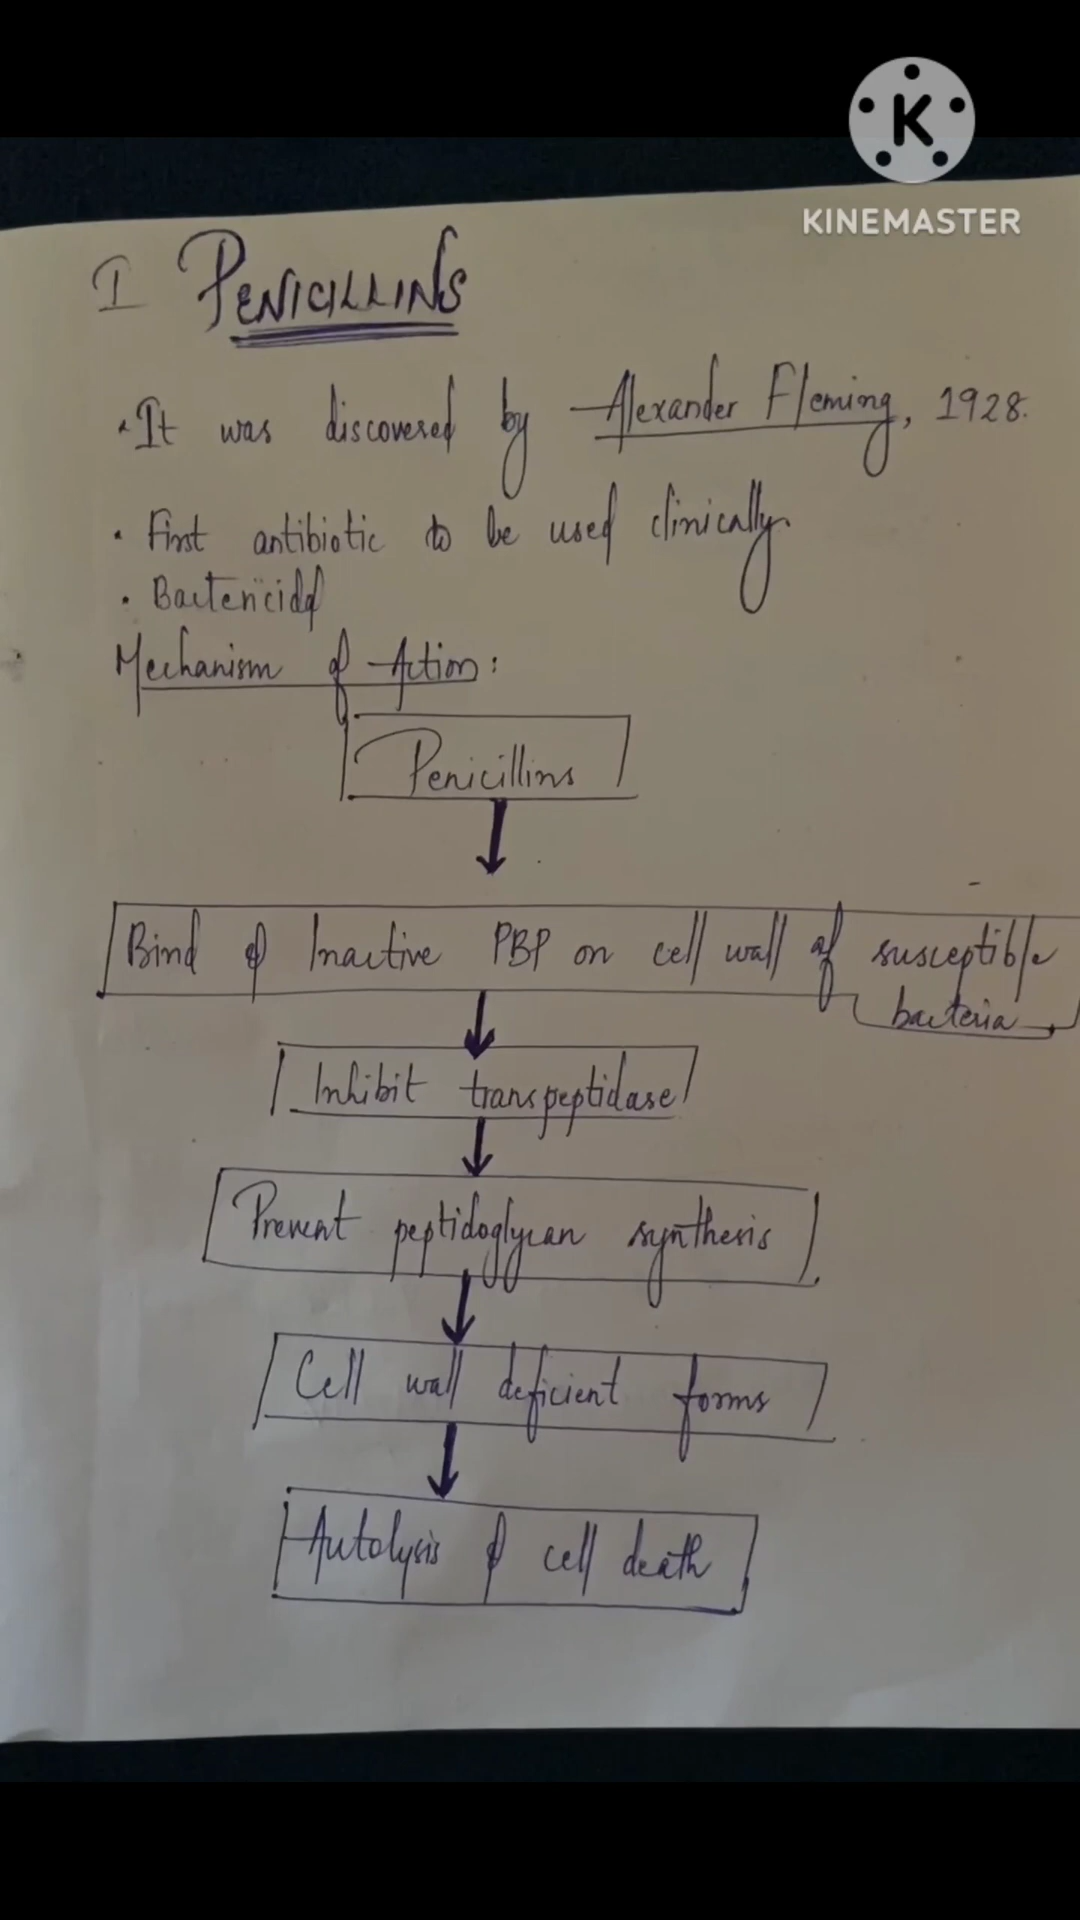 KINEMASTER
I PENICILLINS
• It was discovered by Alexander Fleming, 1928.
• First antibiotic to be used clinically.
• Bactericidal
Mechanism of Action:
Penicillins
Bind & Inactive PBP on cell wall of susceptible
bacteria
Inhibit transpeptidase
Prevent peptidoglycan synthesis
Cell wall deficient forms
Autolysis & cell death